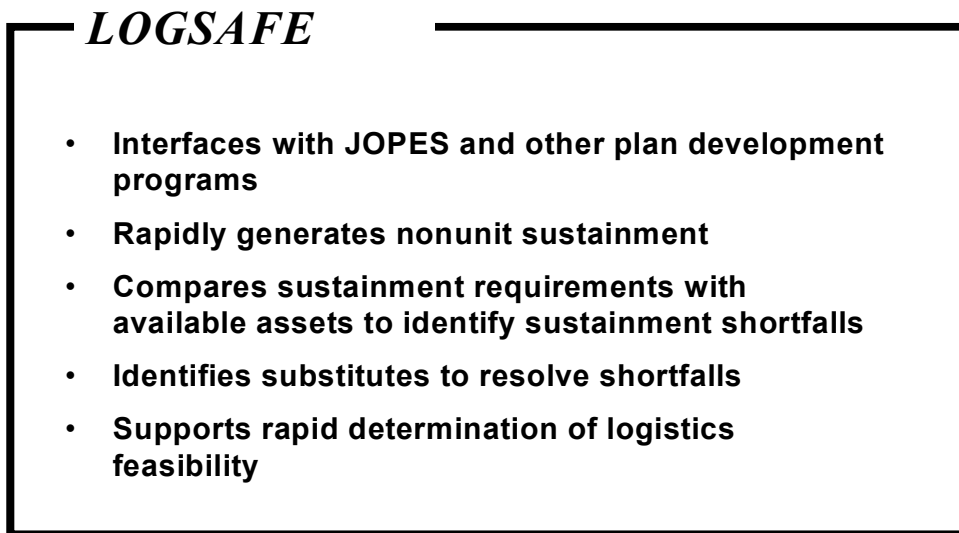 LOGSAFE
• Interfaces with JOPES and other plan development
programs
• Rapidly generates nonunit sustainment
• Compares sustainment requirements with
available assets to identify sustainment shortfalls
• Identifies substitutes to resolve shortfalls
• Supports rapid determination of logistics
feasibility